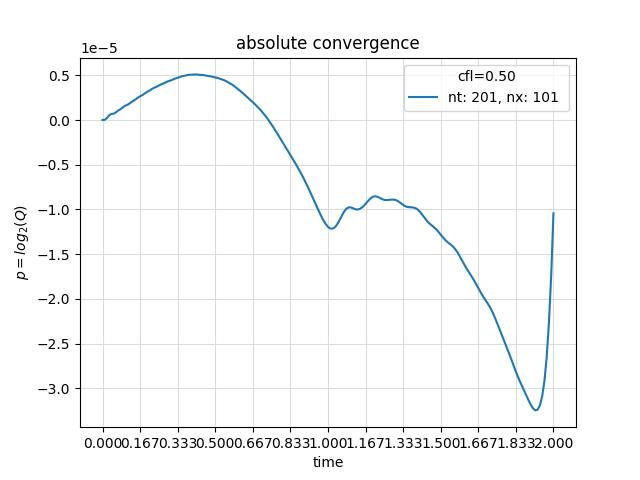 absolute convergence
1e−5
cfl=0.50
nt: 201, nx: 101
0.5
0.0
−0.5
−1.0
−1.5
−2.0
−2.5
−3.0
p = log₂(Q)
0.000 0.167 0.333 0.500 0.667 0.833 1.000 1.167 1.333 1.500 1.667 1.833 2.000
time